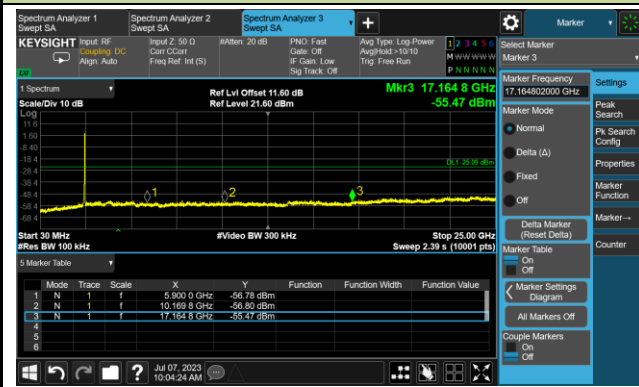 Spectrum Analyzer 1
Swept SA
Spectrum Analyzer 2
Swept SA
Spectrum Analyzer 3
Swept SA
Marker
KEYSIGHT
Input: RF
Coupling: DC
Align: Auto
Input Z: 50 Ω
Corr CCorr
Freq Ref: Int (S)
#Atten: 20 dB
PNO: Fast
Gate: Off
IF Gain: Low
Sig Track: Off
Avg Type: Log-Power
Avg|Hold:>10/10
Trig: Free Run
1 2 3 4 5 6
M W W W W W
P N N N N N
Select Marker
Marker 3
1 Spectrum
Scale/Div 10 dB
Log
Ref Lvl Offset 11.60 dB
Ref Level 21.60 dBm
Mkr3 17.164 8 GHz
-55.47 dBm
11.6
1.60
-8.40
-18.4
-28.4
-38.4
-48.4
-58.4
-68.4
1
2
3
Start 30 MHz
#Res BW 100 kHz
#Video BW 300 kHz
Stop 25.00 GHz
Sweep 2.39 s (10001 pts)
5 Marker Table
Mode Trace Scale X Y Function Function Width Function Value
1 N 1 f 5.900 0 GHz -56.78 dBm
2 N 1 f 10.169 8 GHz -56.80 dBm
3 N 1 f 17.164 8 GHz -55.47 dBm
4
5
6
Jul 07, 2023
10:04:24 AM
Marker Frequency
17.164802000 GHz
Marker Mode
Normal
Delta (Δ)
Fixed
Off
Delta Marker
(Reset Delta)
Marker Table
On
Off
Marker Settings
Diagram
All Markers Off
Couple Markers
On
Off
Settings
Peak
Search
Pk Search
Config
Properties
Marker
Function
Marker→
Counter